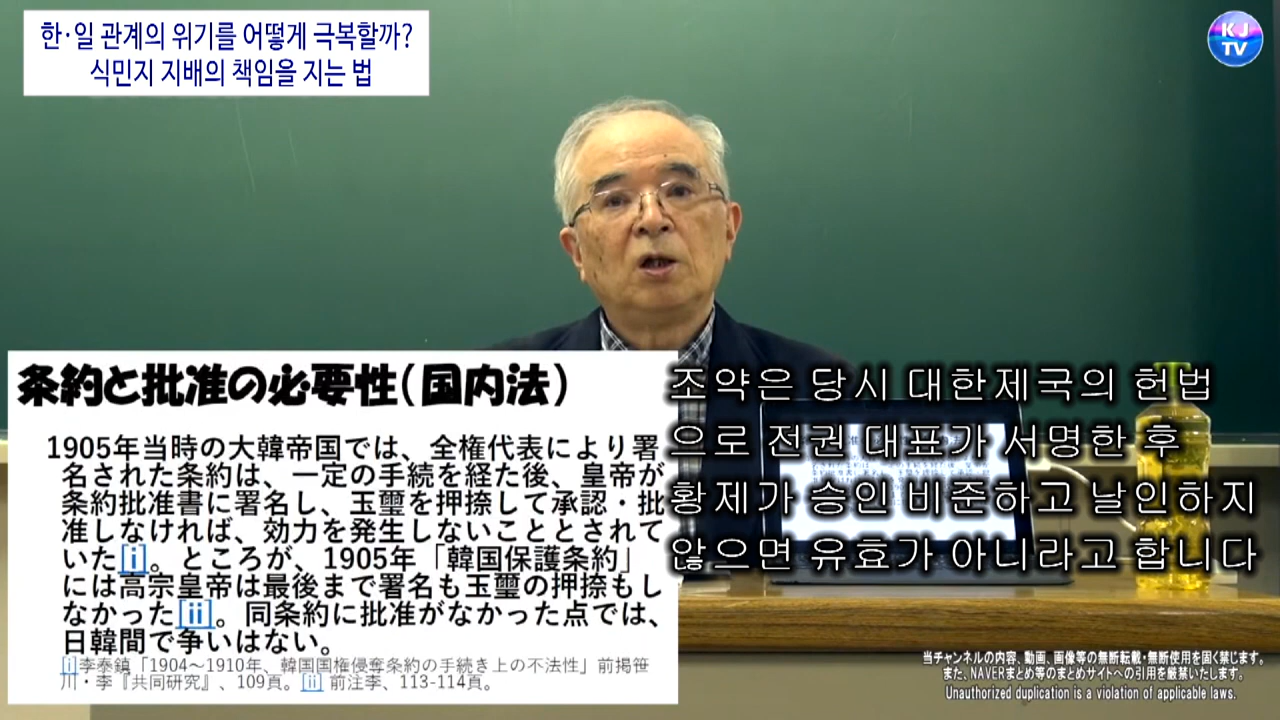 한·일 관계의 위기를 어떻게 극복할까?
식민지 지배의 책임을 지는 법
KJ
TV
条約と批准の必要性(国内法)
1905年当時の大韓帝国では、全権代表により署
名された条約は、一定の手続を経た後、皇帝が
条約批准書に署名し、玉璽を押捺して承認・批
准しなければ、効力を発生しないこととされて
いた[i]。ところが、1905年「韓国保護条約」
には高宗皇帝は最後まで署名も玉璽の押捺もし
なかった[ii]。同条約に批准がなかった点では、
日韓間で争いはない。
[i]李泰鎮「1904～1910年、韓国国権侵奪条約の手続き上の不法性」前掲笹
川・李『共同研究』、109頁。[ii] 前注李、113-114頁。
조약은 당시 대한제국의 헌법
으로 전권 대표가 서명한 후
황제가 승인 비준하고 날인하지
않으면 유효가 아니라고 합니다
当チャンネルの内容、動画、画像等の無断転載・無断使用を固く禁じます。
また、NAVERまとめ等のまとめサイトへの引用を厳禁いたします。
Unauthorized duplication is a violation of applicable laws.